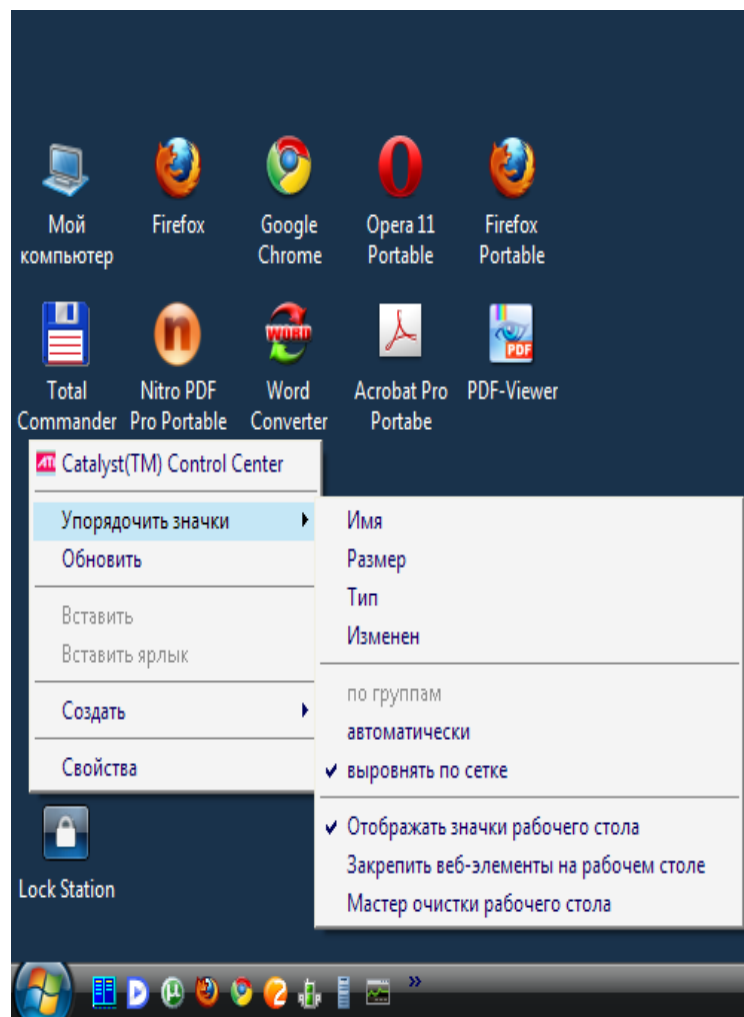 Мой
компьютер
Firefox
Google
Chrome
Opera 11
Portable
Firefox
Portable
Total
Commander
Nitro PDF
Pro Portable
WORD
Word
Converter
Acrobat Pro
Portabe
PDF
PDF-Viewer
ATI Catalyst(TM) Control Center
Упорядочить значки
Обновить
Вставить
Вставить ярлык
Создать
Свойства
Имя
Размер
Тип
Изменен
по группам
автоматически
выровнять по сетке
Отображать значки рабочего стола
Закрепить веб-элементы на рабочем столе
Мастер очистки рабочего стола
Lock Station